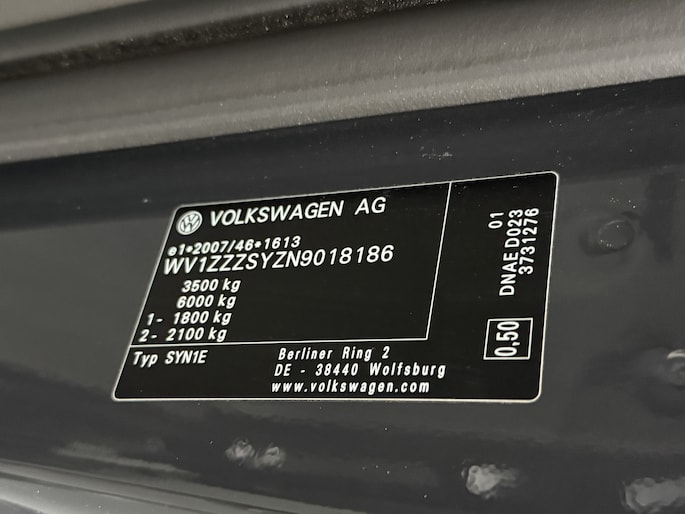 VOLKSWAGEN AG
e1*2007/46*1613
WV1ZZZSYZN9018186
3500 kg
6000 kg
1- 1800 kg
2- 2100 kg
Typ SYN1E
Berliner Ring 2
DE - 38440 Wolfsburg
www.volkswagen.com
01
DNAE D023
3731276
0,50